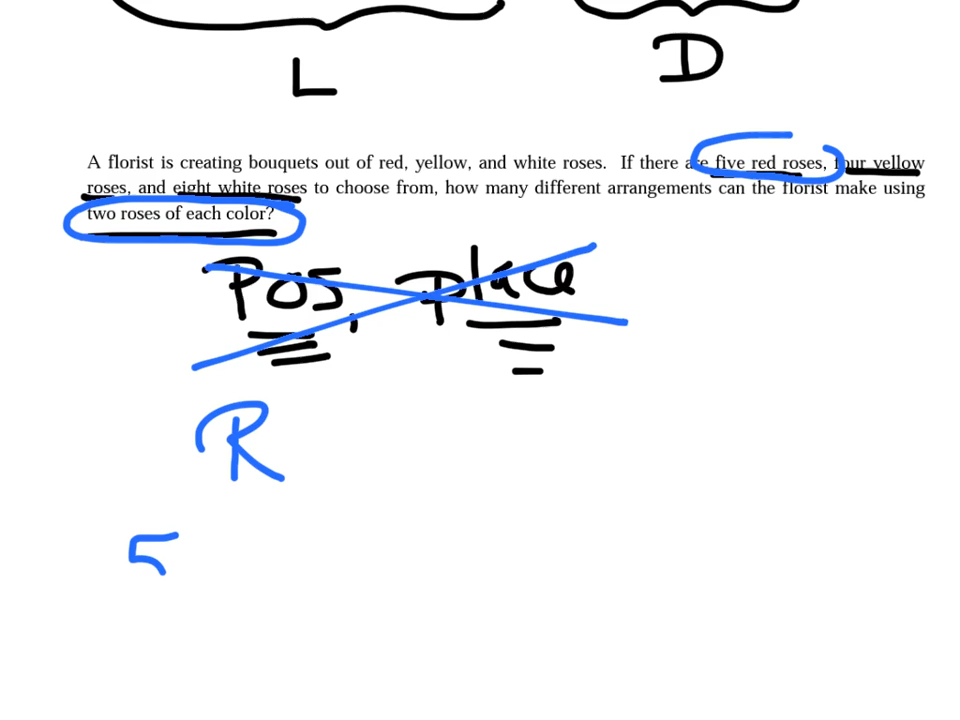 L D
A florist is creating bouquets out of red, yellow, and white roses. If there are five red roses, four yellow
roses, and eight white roses to choose from, how many different arrangements can the florist make using
two roses of each color?
Pos, Place
R
5